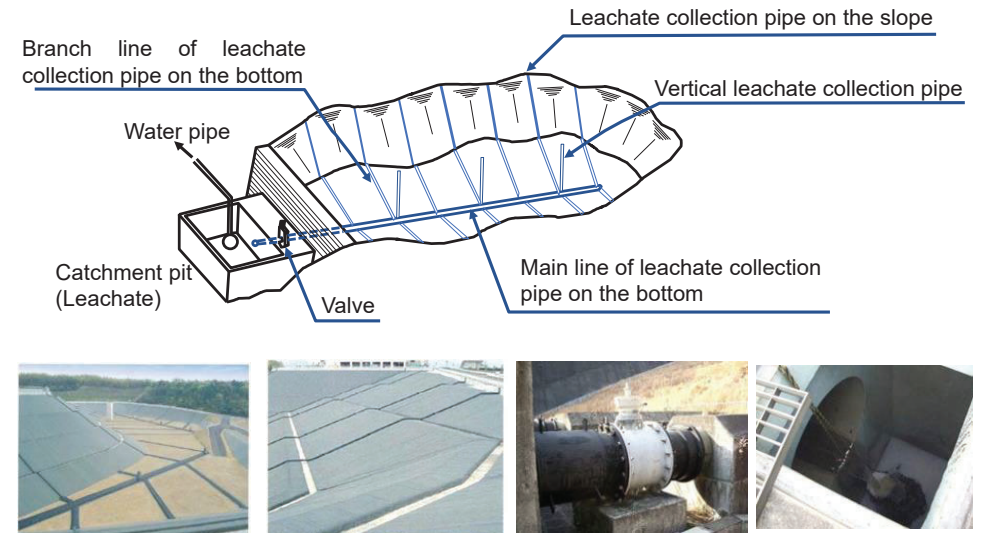 Leachate collection pipe on the slope
Branch line of leachate
collection pipe on the bottom
Vertical leachate collection pipe
Water pipe
Catchment pit
(Leachate)
Valve
Main line of leachate collection
pipe on the bottom